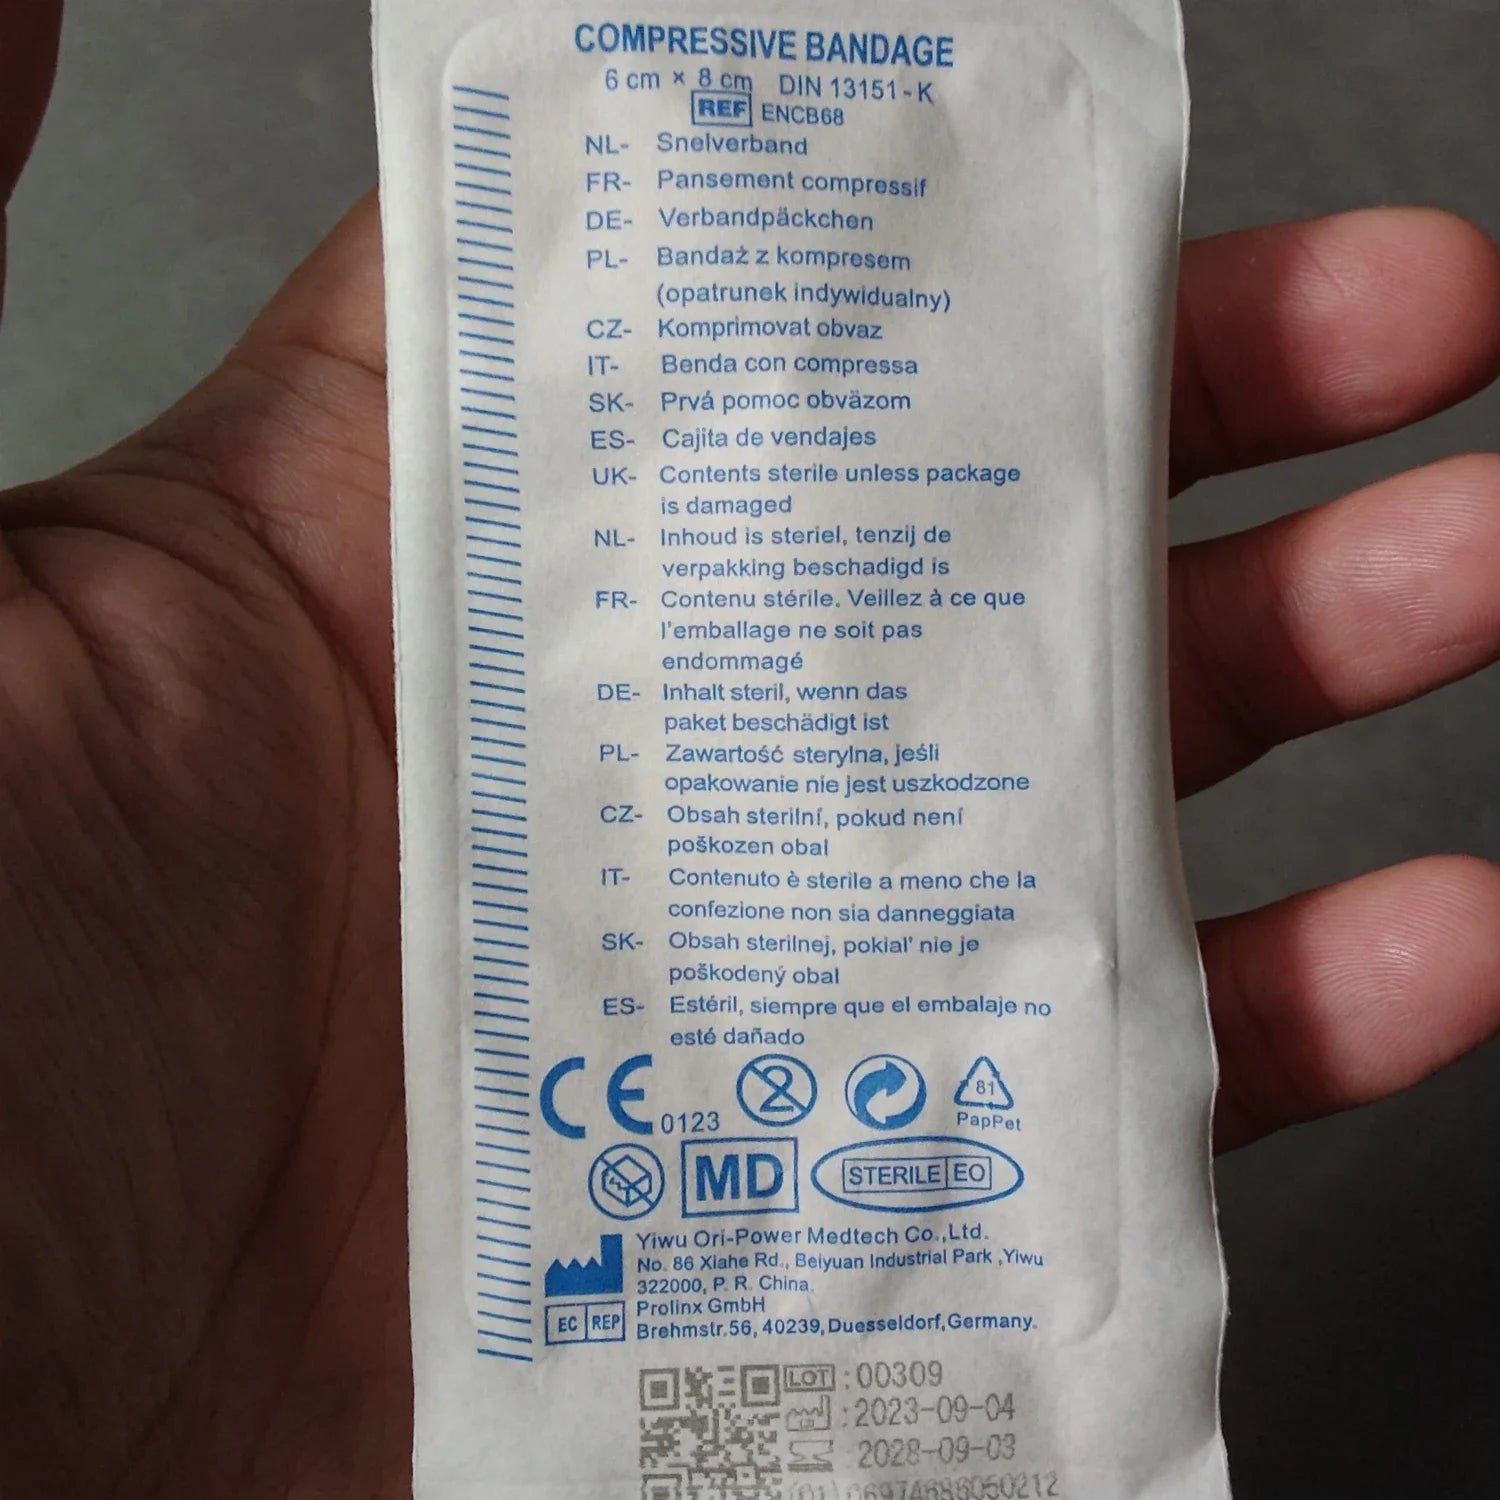 COMPRESSIVE BANDAGE
6 cm × 8 cm DIN 13151-K
REF ENCB68
NL- Snelverband
FR- Pansement compressif
DE- Verbandpäckchen
PL- Bandaż z kompresem
(opatrunek indywidualny)
CZ- Komprimovat obvaz
IT- Benda con compressa
SK- Prvá pomoc obväzom
ES- Cajita de vendajes
UK- Contents sterile unless package
is damaged
NL- Inhoud is steriel, tenzij de
verpakking beschadigd is
FR- Contenu stérile. Veillez à ce que
l'emballage ne soit pas
endommagé
DE- Inhalt steril, wenn das
paket beschädigt ist
PL- Zawartość sterylna, jeśli
opakowanie nie jest uszkodzone
CZ- Obsah sterilní, pokud není
poškozen obal
IT- Contenuto è sterile a meno che la
confezione non sia danneggiata
SK- Obsah sterilnej, pokial' nie je
poškodený obal
ES- Estéril, siempre que el embalaje no
esté dañado
CE 0123 2 81
PapPet
MD STERILE EO
Yiwu Ori-Power Medtech Co.,Ltd.
No. 86 Xiahe Rd., Beiyuan Industrial Park ,Yiwu
322000, P. R. China.
EC REP Prolinx GmbH
Brehmstr.56, 40239,Duesseldorf,Germany.
LOT :00309
:2023-09-04
2028-09-03
(01) 06974686050212